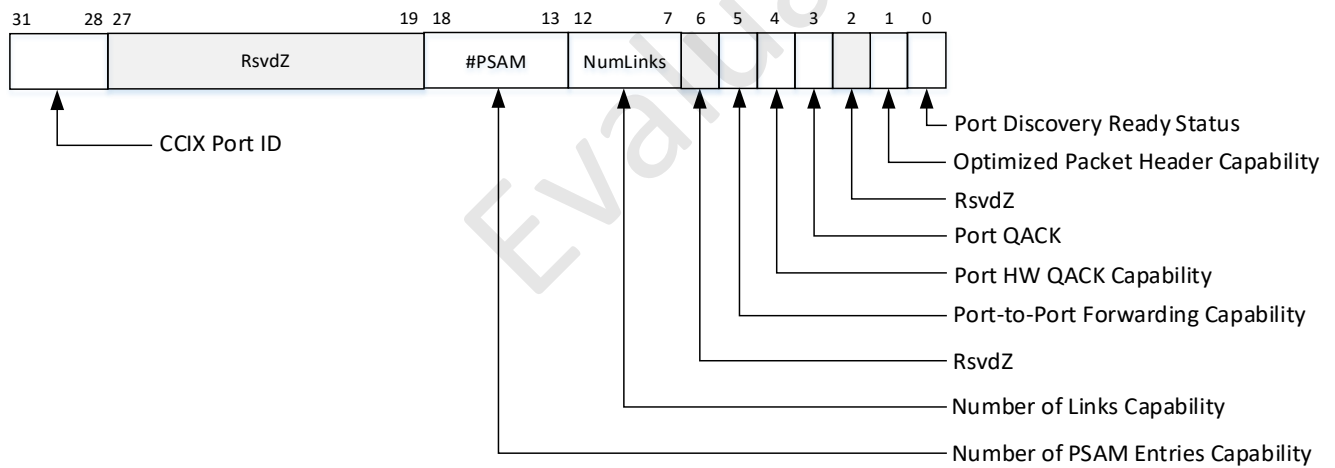 31 28 27 19 18 13 12 7 6 5 4 3 2 1 0
RsvdZ #PSAM NumLinks
Port Discovery Ready Status
CCIX Port ID
Optimized Packet Header Capability
RsvdZ
Port QACK
Port HW QACK Capability
Port-to-Port Forwarding Capability
RsvdZ
Number of Links Capability
Number of PSAM Entries Capability
Evalua